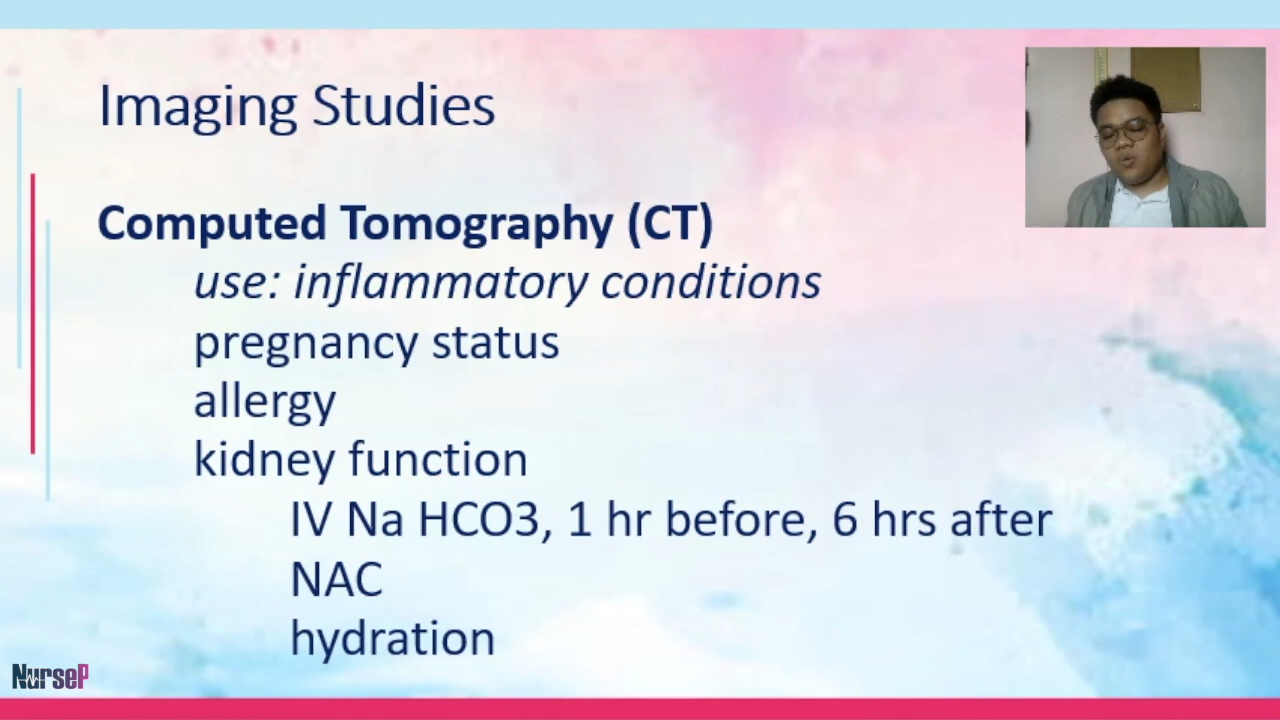 Imaging Studies
Computed Tomography (CT)
use: inflammatory conditions
pregnancy status
allergy
kidney function
IV Na HCO3, 1 hr before, 6 hrs after
NAC
hydration
NurseP